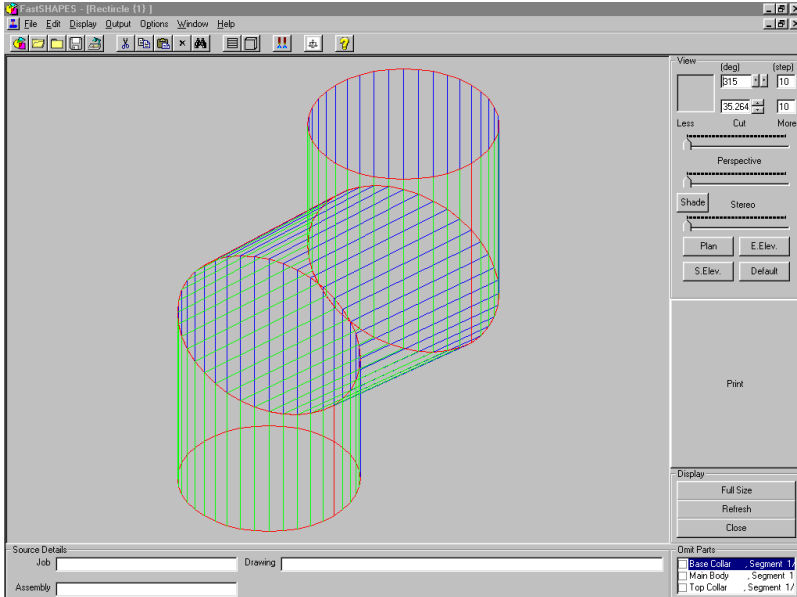 FastSHAPES - [Rectircle {1} ]
File Edit Display Output Options Window Help
View
(deg) (step)
315 10
35.264 10
Less Cut More
Perspective
Shade Stereo
Plan E.Elev.
S.Elev. Default
Print
Display
Full Size
Refresh
Close
Source Details
Job Drawing
Assembly
Omit Parts
Base Collar , Segment 1/
Main Body , Segment 1
Top Collar , Segment 1/